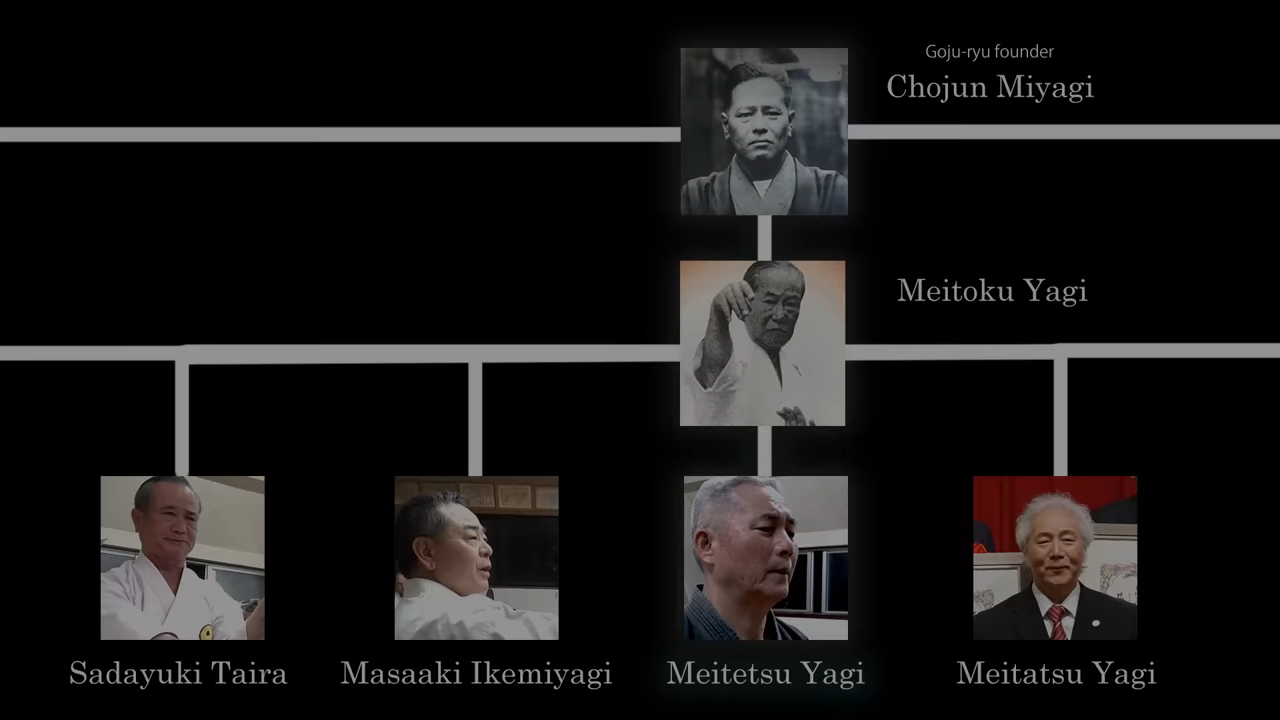 Goju-ryu founder
Chojun Miyagi
Meitoku Yagi
Sadayuki Taira
Masaaki Ikemiyagi
Meitetsu Yagi
Meitatsu Yagi